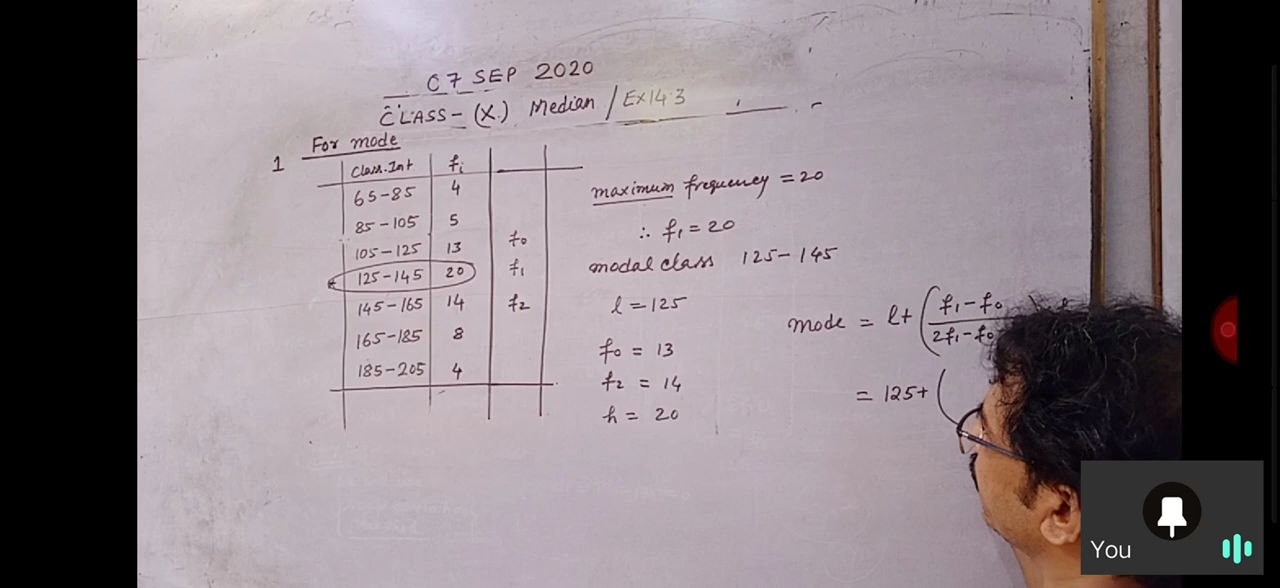 07 SEP 2020
CLASS-(X.) Median / Ex14.3
1 For mode
Class.Int fi
65-85 4
85-105 5
105-125 13 f0
125-145 20 f1
145-165 14 f2
165-185 8
185-205 4
maximum frequency = 20
∴ f1 = 20
modal class 125-145
l = 125
f0 = 13
f2 = 14
h = 20
mode = l+ (f1-f0
2f1-f0
= 125+ (
You